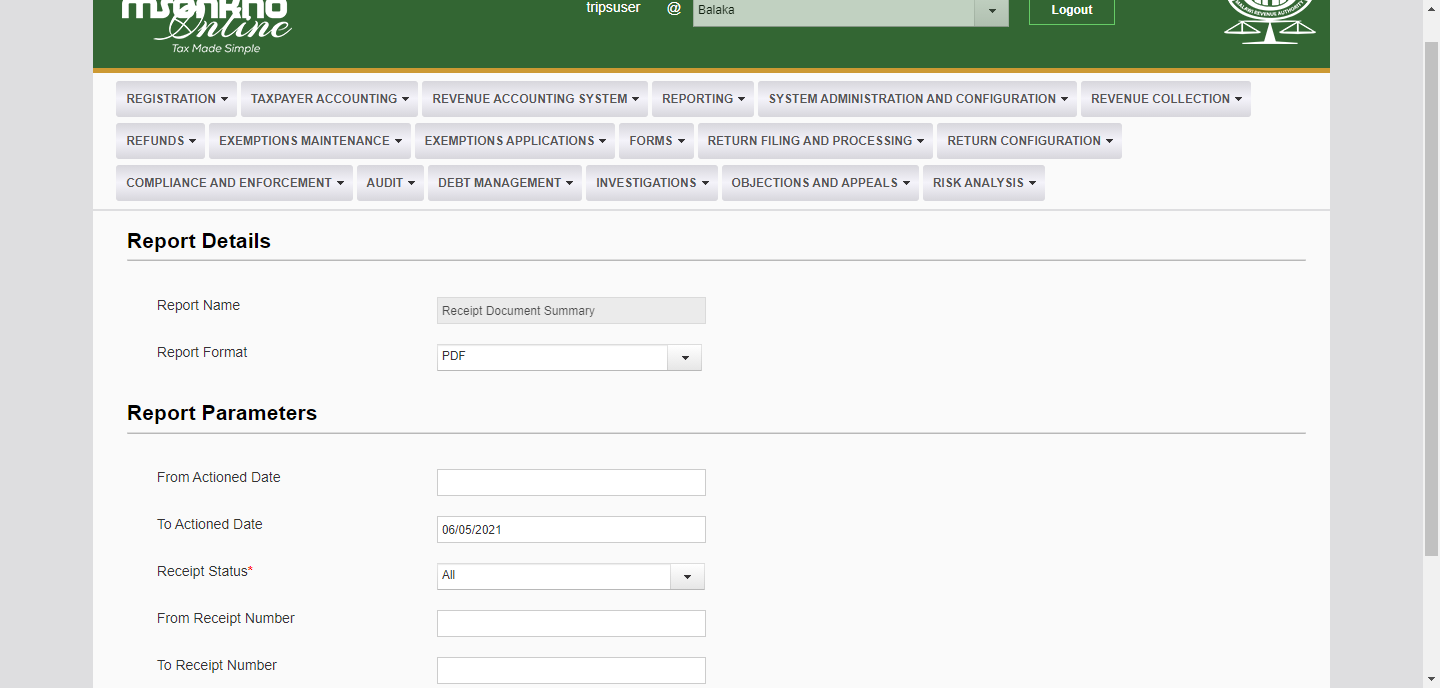 msonkho
Online
Tax Made Simple
tripsuser @ Balaka Logout
MALAWI REVENUE AUTHORITY
REGISTRATION TAXPAYER ACCOUNTING REVENUE ACCOUNTING SYSTEM REPORTING SYSTEM ADMINISTRATION AND CONFIGURATION REVENUE COLLECTION
REFUNDS EXEMPTIONS MAINTENANCE EXEMPTIONS APPLICATIONS FORMS RETURN FILING AND PROCESSING RETURN CONFIGURATION
COMPLIANCE AND ENFORCEMENT AUDIT DEBT MANAGEMENT INVESTIGATIONS OBJECTIONS AND APPEALS RISK ANALYSIS
Report Details
Report Name Receipt Document Summary
Report Format PDF
Report Parameters
From Actioned Date
To Actioned Date 06/05/2021
Receipt Status* All
From Receipt Number
To Receipt Number